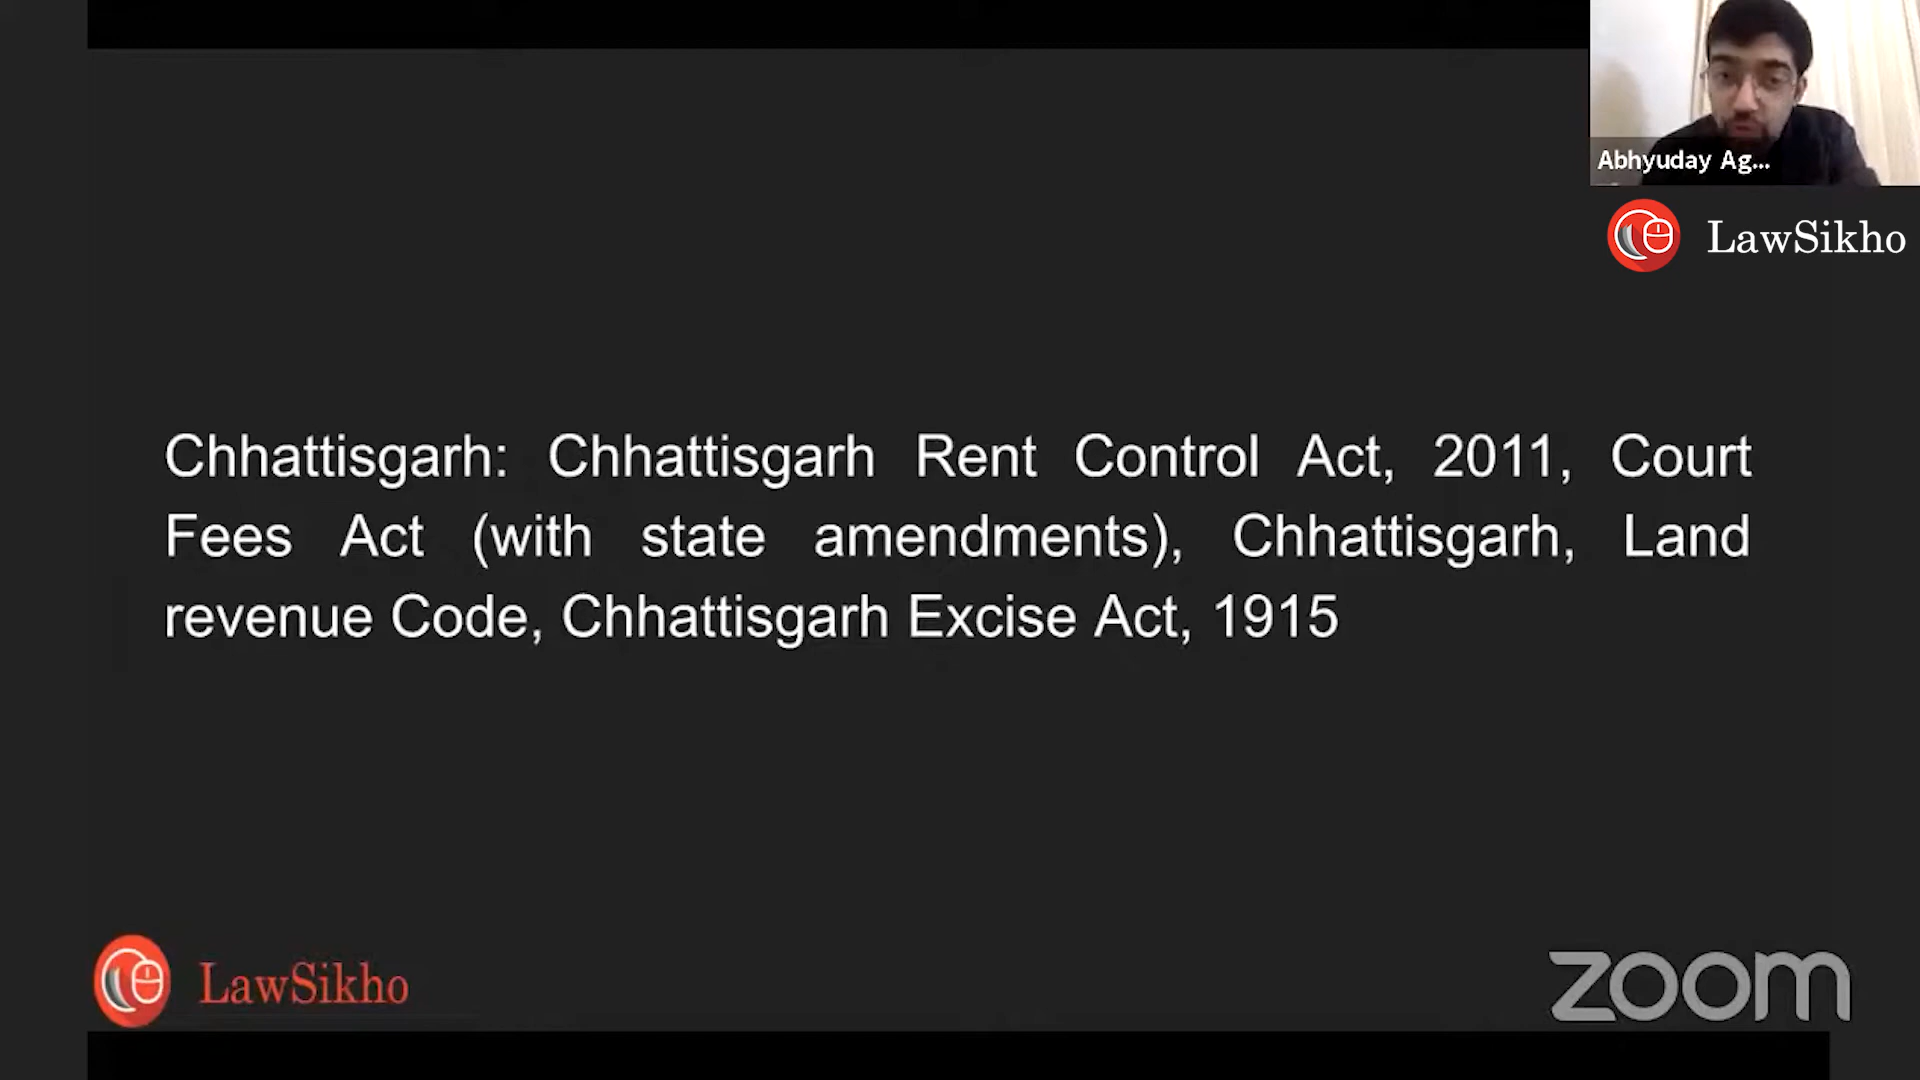 Abhyuday Ag...
LawSikho
Chhattisgarh: Chhattisgarh Rent Control Act, 2011, Court
Fees Act (with state amendments), Chhattisgarh, Land
revenue Code, Chhattisgarh Excise Act, 1915
LawSikho
zoom